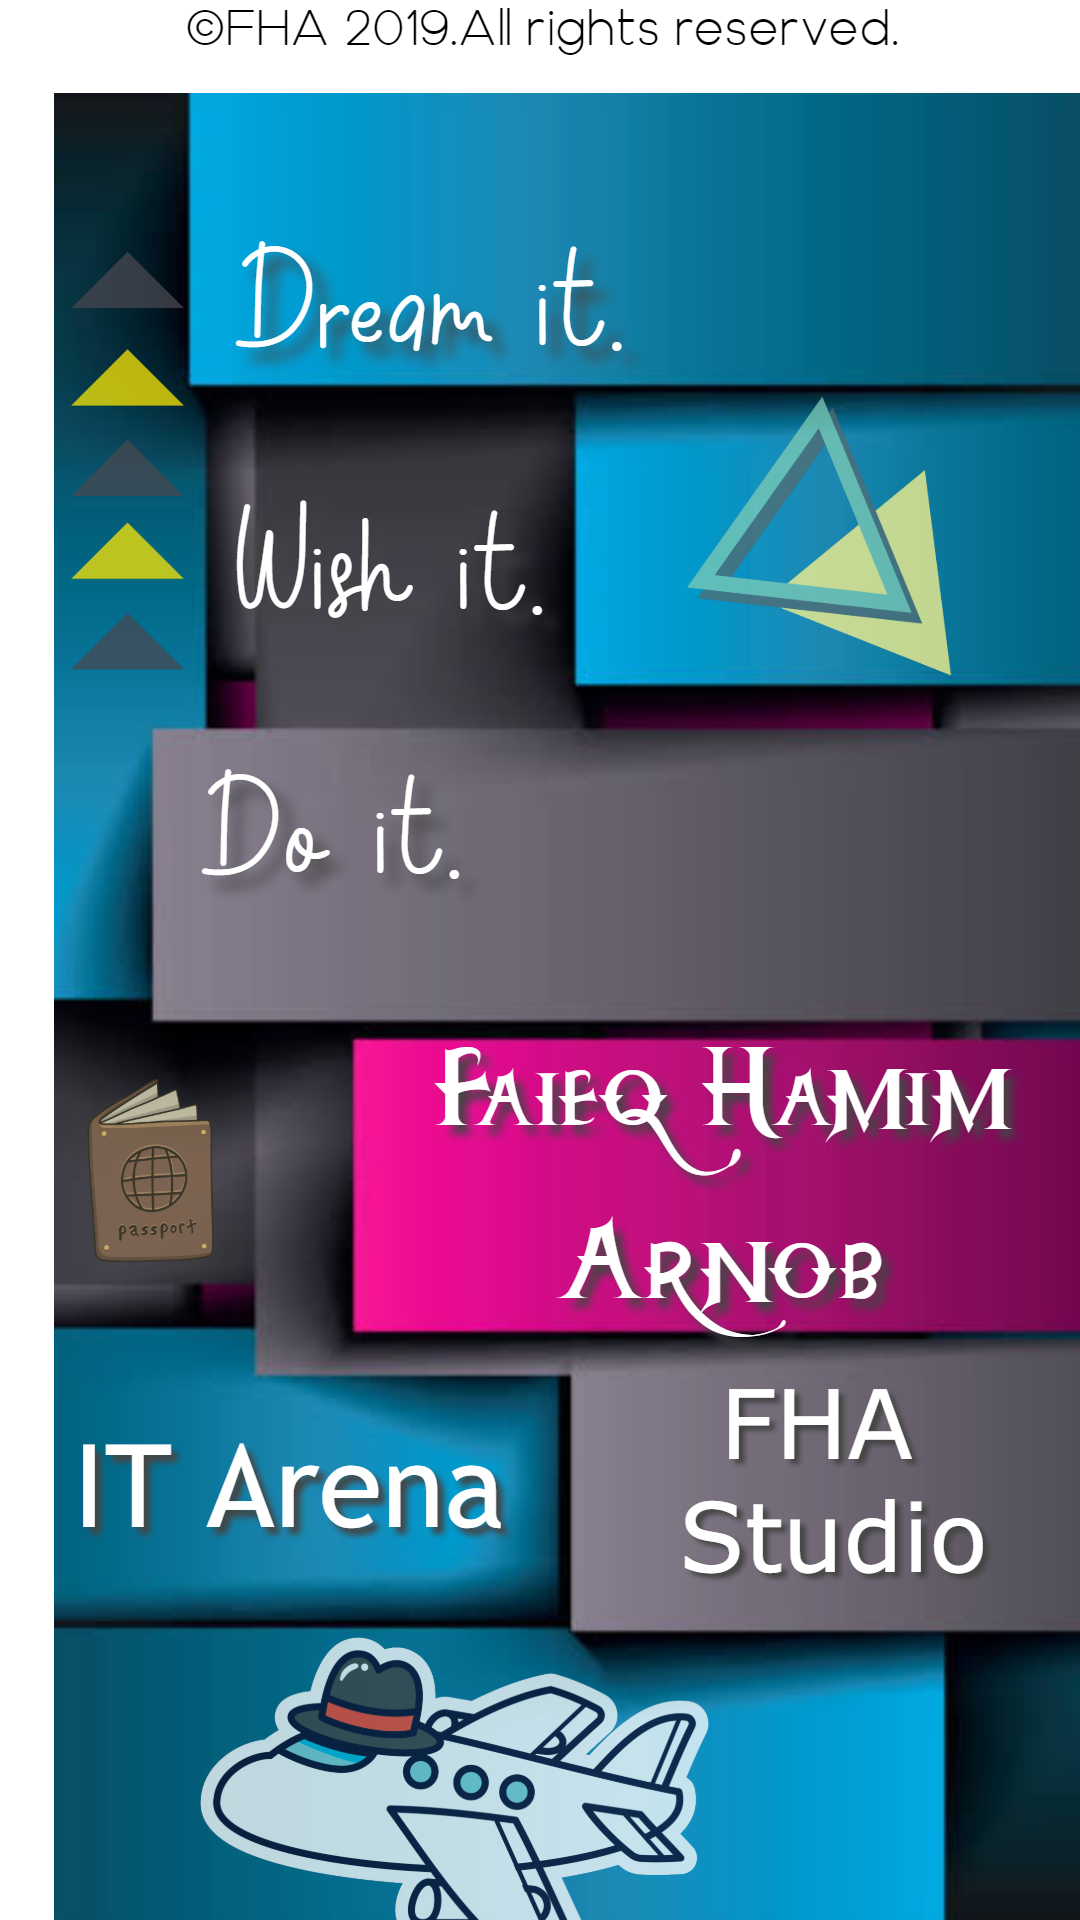 ©FHA 2019.All rights reserved.
Dream it.
Wish it.
Do it.
Faieq Hamim
Arnob
passport
IT Arena
FHA
Studio